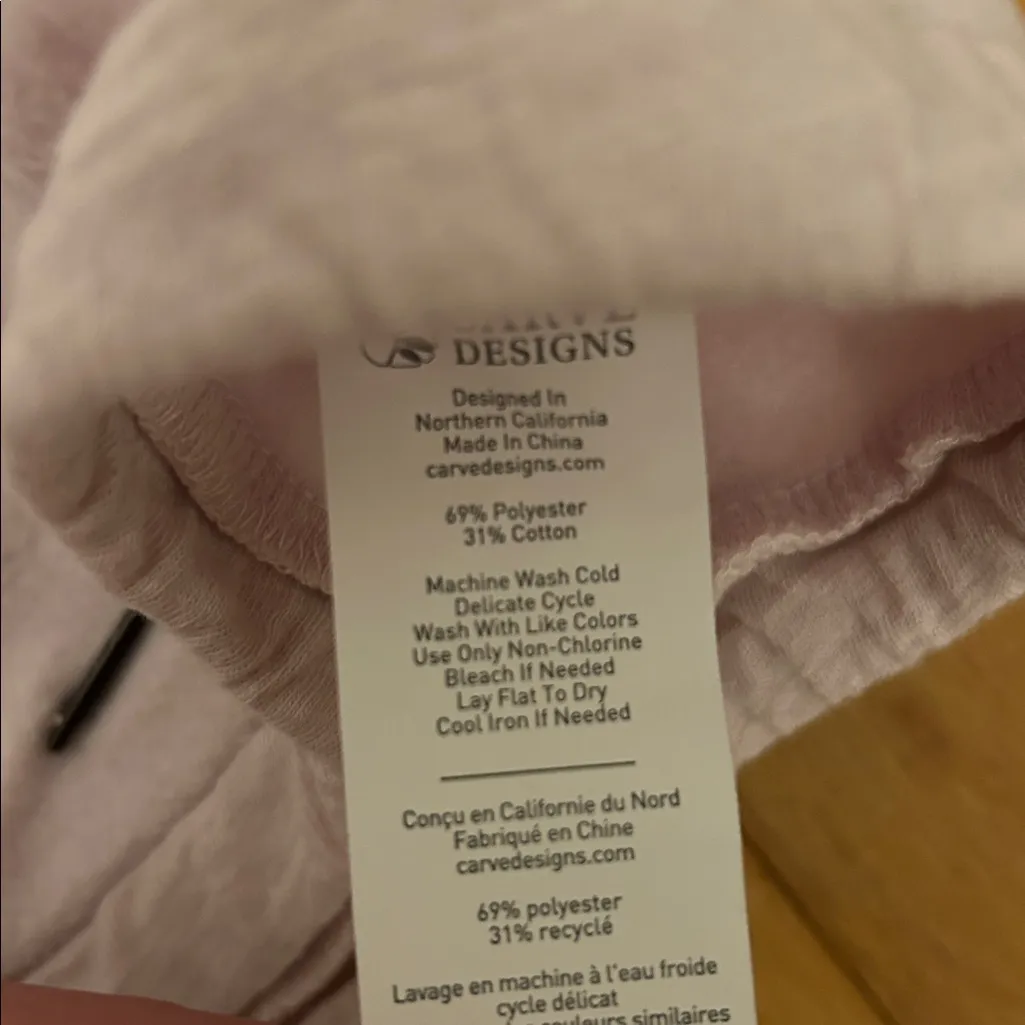 DESIGNS
Designed In
Northern California
Made In China
carvedesigns.com
69% Polyester
31% Cotton
Machine Wash Cold
Delicate Cycle
Wash With Like Colors
Use Only Non-Chlorine
Bleach If Needed
Lay Flat To Dry
Cool Iron If Needed
Conçu en Californie du Nord
Fabriqué en Chine
carvedesigns.com
69% polyester
31% recyclé
Lavage en machine à l'eau froide
cycle délicat
couleurs similaires